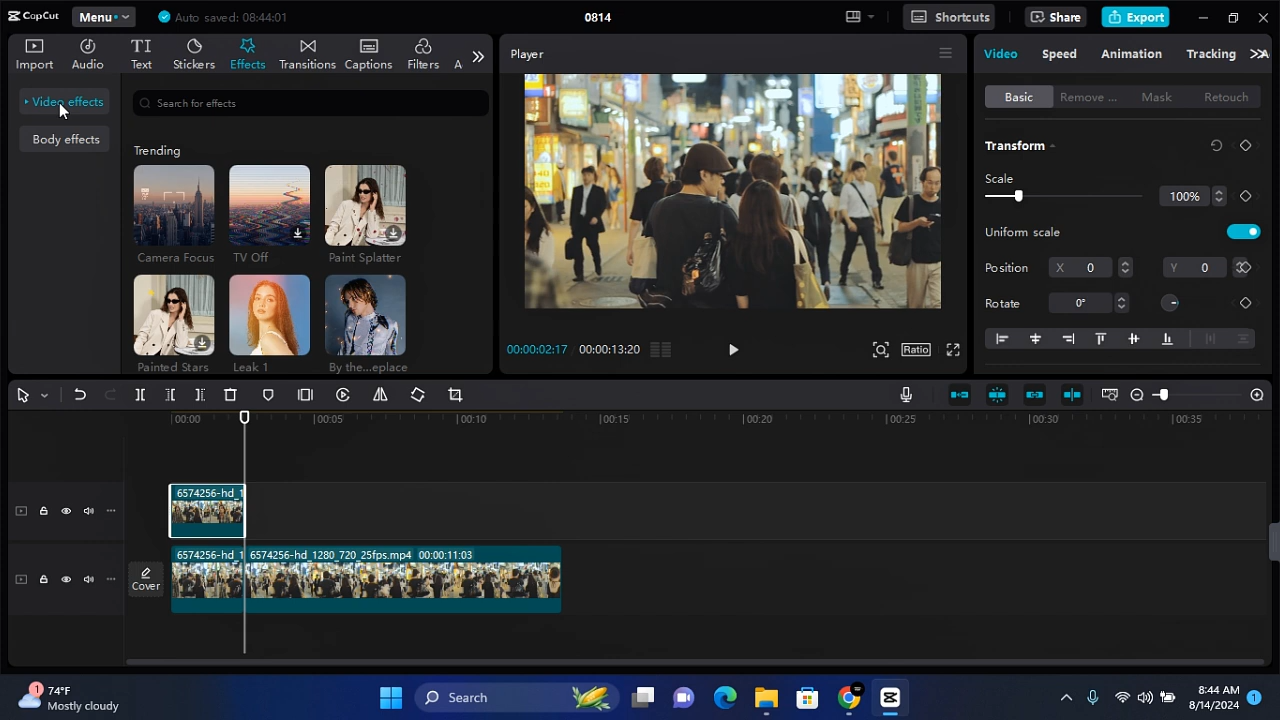 CapCut
Menu
Auto saved: 08:44:01
0814
Shortcuts
Share
Export
Import
Audio
Text
Stickers
Effects
Transitions
Captions
Filters
A
Player
Video
Speed
Animation
Tracking
A
Video effects
Body effects
Search for effects
Trending
Camera Focus
TV Off
Paint Splatter
Painted Stars
Leak 1
By the...eplace
00:00:02:17
00:00:13:20
Ratio
Basic
Remove ...
Mask
Retouch
Transform
Scale
100%
Uniform scale
Position
X
0
Y
0
Rotate
0°
00:00
00:05
00:10
00:15
00:20
00:25
00:30
00:35
6574256-hd_1
6574256-hd_1
6574256-hd_1280_720_25fps.mp4 00:00:11:03
Cover
1
74°F
Mostly cloudy
Search
8:44 AM
8/14/2024
1